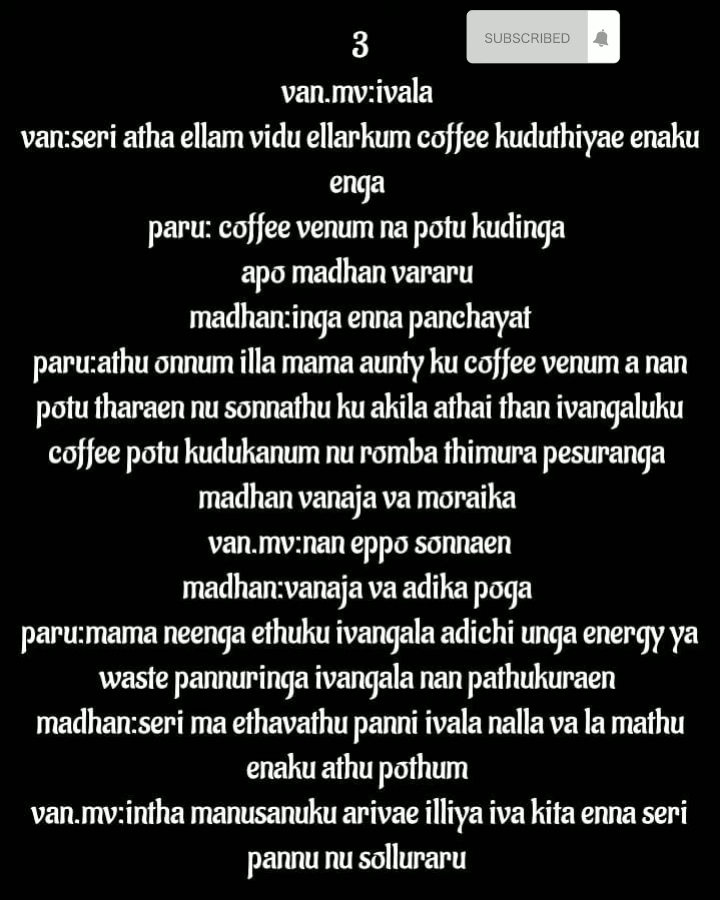 3
SUBSCRIBED
van.mv:ivala
van:seri atha ellam vidu ellarkum coffee kuduthiyae enaku
enga
paru: coffee venum na potu kudinga
apo madhan vararu
madhan:inga enna panchayat
paru:athu onnum illa mama aunty ku coffee venum a nan
potu tharaen nu sonnathu ku akila athai than ivangaluku
coffee potu kudukanum nu romba thimura pesuranga
madhan vanaja va moraika
van.mv:nan eppo sonnaen
madhan:vanaja va adika poga
paru:mama neenga ethuku ivangala adichi unga energy ya
waste pannuringa ivangala nan pathukuraen
madhan:seri ma ethavathu panni ivala nalla va la mathu
enaku athu pothum
van.mv:intha manusanuku arivae illiya iva kita enna seri
pannu nu solluraru